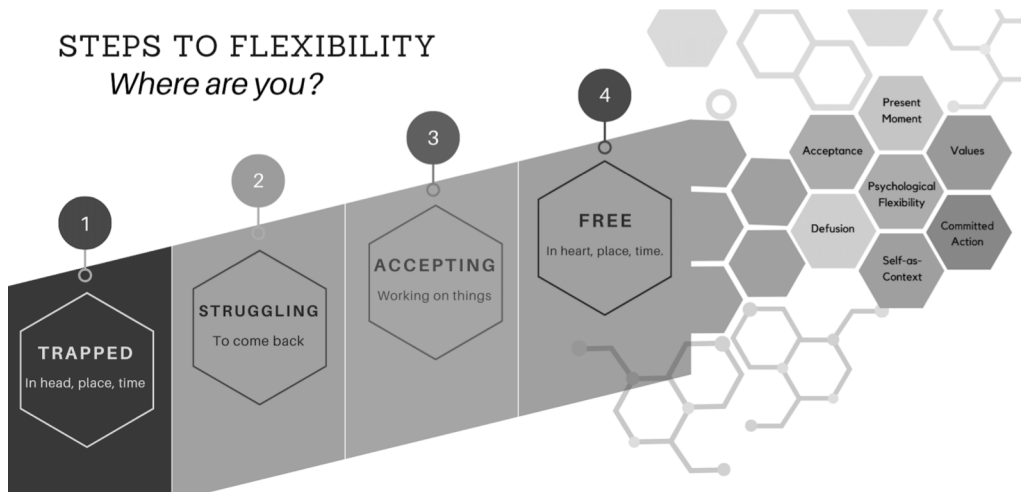 STEPS TO FLEXIBILITY
Where are you?
1
TRAPPED
In head, place, time
2
STRUGGLING
To come back
3
ACCEPTING
Working on things
4
FREE
In heart, place, time.
Present
Moment
Acceptance
Values
Psychological
Flexibility
Defusion
Committed
Action
Self-as-
Context